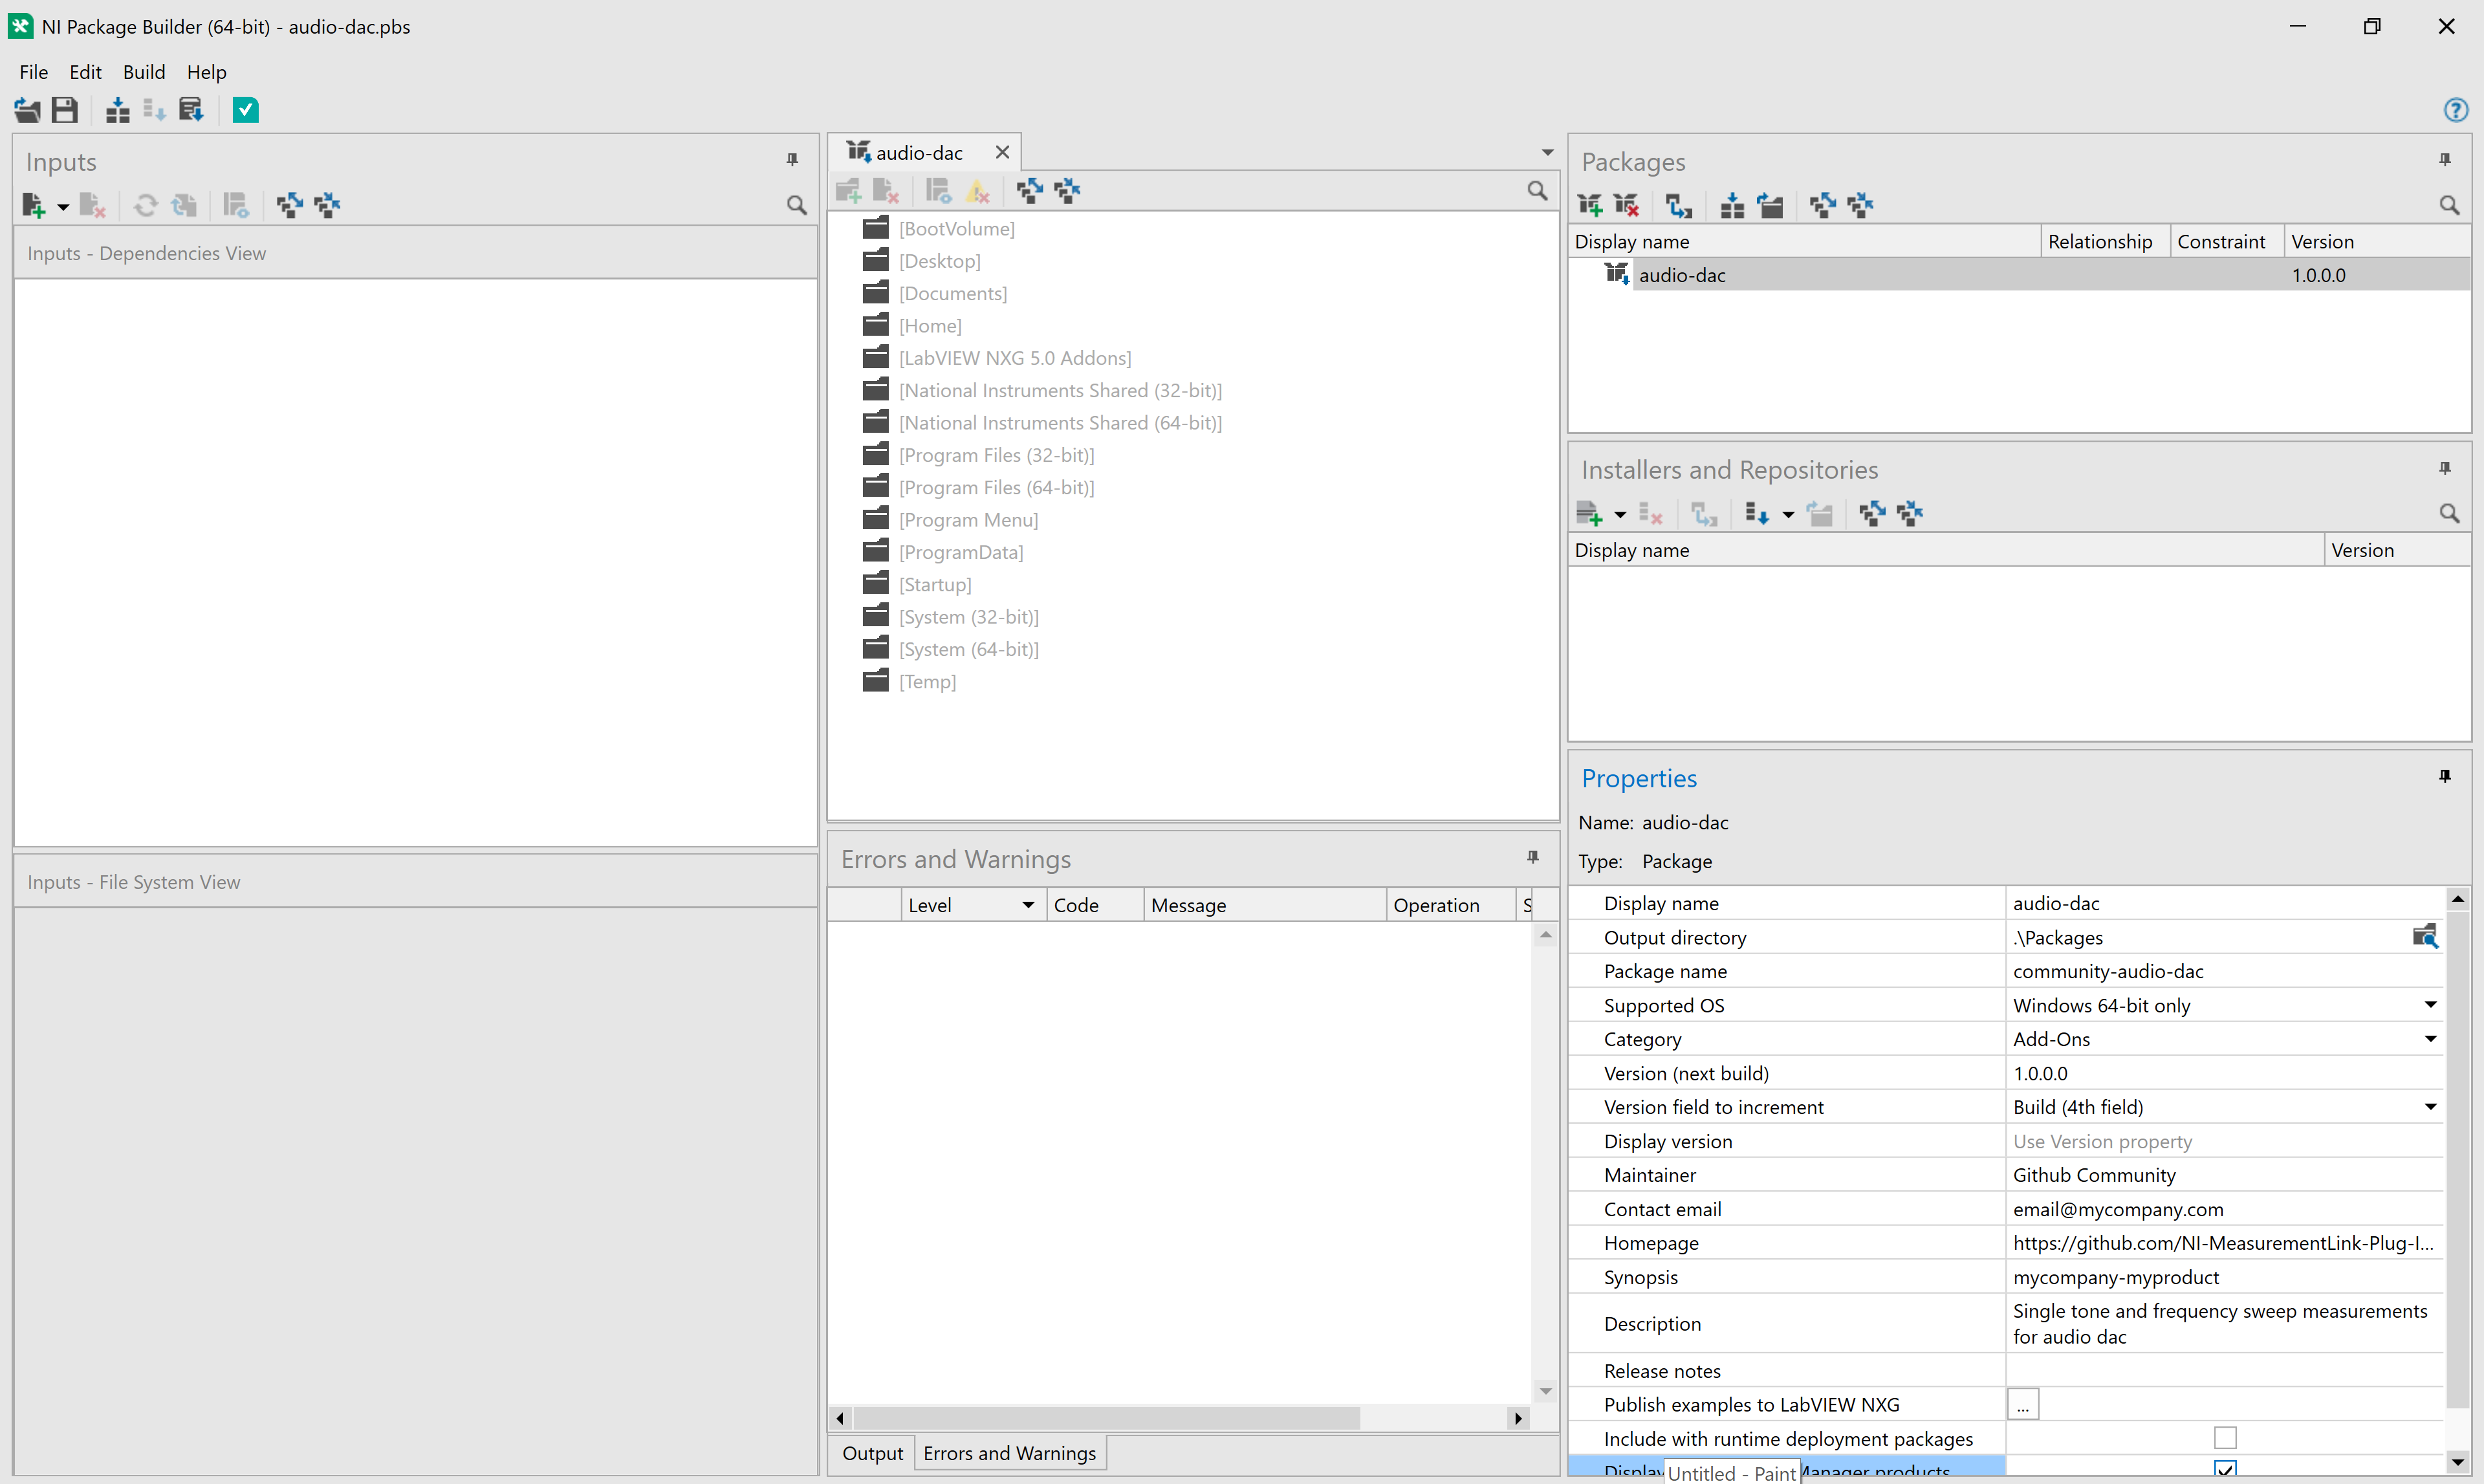 NI Package Builder (64-bit) - audio-dac.pbs
File Edit Build Help
Inputs
Inputs - Dependencies View
Inputs - File System View
audio-dac
[BootVolume]
[Desktop]
[Documents]
[Home]
[LabVIEW NXG 5.0 Addons]
[National Instruments Shared (32-bit)]
[National Instruments Shared (64-bit)]
[Program Files (32-bit)]
[Program Files (64-bit)]
[Program Menu]
[ProgramData]
[Startup]
[System (32-bit)]
[System (64-bit)]
[Temp]
Errors and Warnings
Level Code Message Operation S
Output Errors and Warnings
Packages
Display name Relationship Constraint Version
audio-dac 1.0.0.0
Installers and Repositories
Display name Version
Properties
Name: audio-dac
Type: Package
Display name audio-dac
Output directory .\Packages
Package name community-audio-dac
Supported OS Windows 64-bit only
Category Add-Ons
Version (next build) 1.0.0.0
Version field to increment Build (4th field)
Display version Use Version property
Maintainer Github Community
Contact email email@mycompany.com
Homepage https://github.com/NI-MeasurementLink-Plug-I...
Synopsis mycompany-myproduct
Description Single tone and frequency sweep measurements
for audio dac
Release notes
Publish examples to LabVIEW NXG ...
Include with runtime deployment packages
Display Manager products
Untitled - Paint